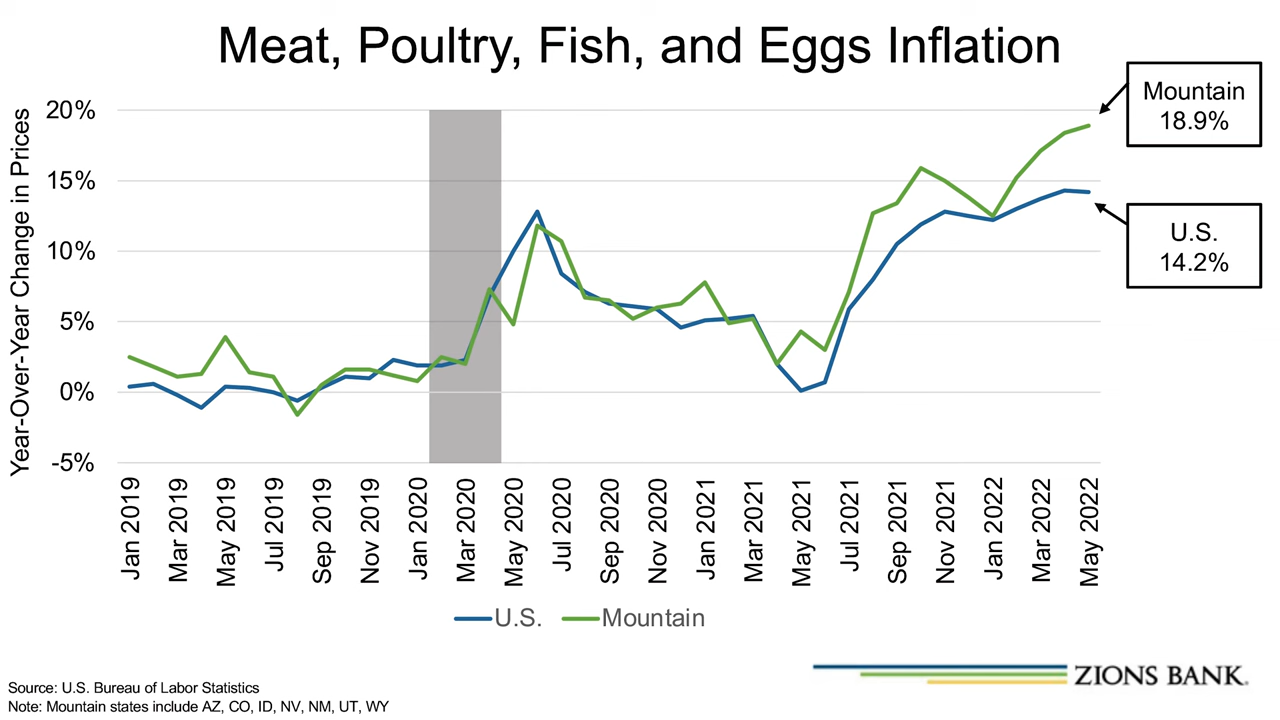 Meat, Poultry, Fish, and Eggs Inflation
Mountain
18.9%
U.S.
14.2%
Year-Over-Year Change in Prices
20%
15%
10%
5%
0%
-5%
Jan 2019
Mar 2019
May 2019
Jul 2019
Sep 2019
Nov 2019
Jan 2020
Mar 2020
May 2020
Jul 2020
Sep 2020
Nov 2020
Jan 2021
Mar 2021
May 2021
Jul 2021
Sep 2021
Nov 2021
Jan 2022
Mar 2022
May 2022
U.S. Mountain
ZIONS BANK.
Source: U.S. Bureau of Labor Statistics
Note: Mountain states include AZ, CO, ID, NV, NM, UT, WY